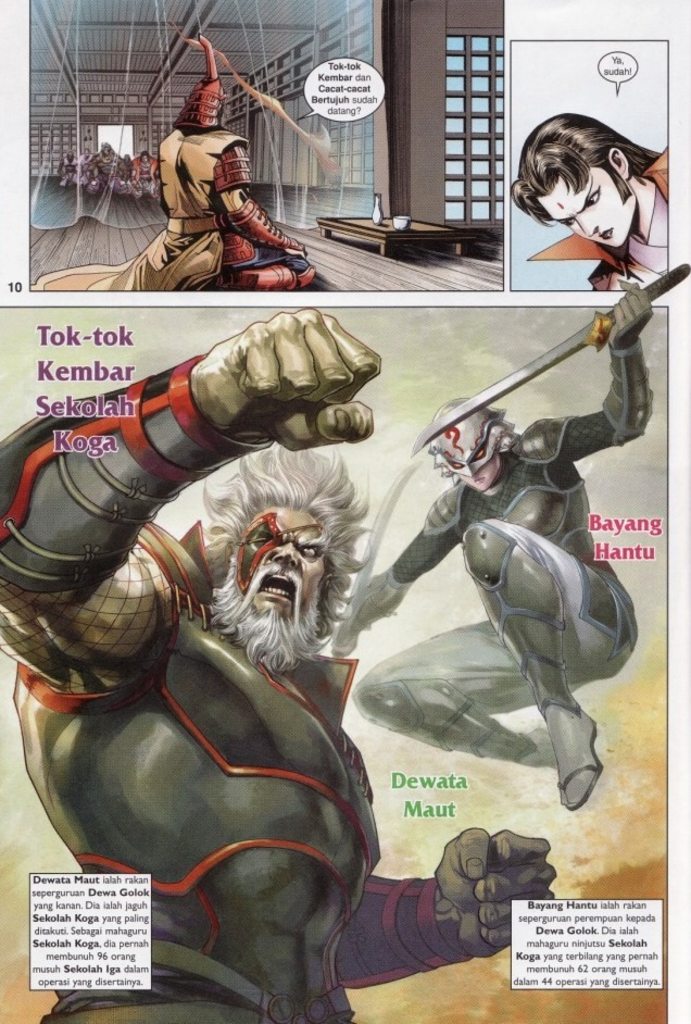 Tok-tok
Kembar dan
Cacat-cacat
Bertujuh sudah
datang?
Ya,
sudah!
10
Tok-tok
Kembar
Sekolah
Koga
Bayang
Hantu
Dewata
Maut
Dewata Maut ialah rakan
seperguruan Dewa Golok
yang kanan. Dia ialah jaguh
Sekolah Koga yang paling
ditakuti. Sebagai mahaguru
Sekolah Koga, dia pernah
membunuh 96 orang
musuh Sekolah Iga dalam
operasi yang disertainya.
Bayang Hantu ialah rakan
seperguruan perempuan kepada
Dewa Golok. Dia ialah
mahaguru ninjutsu Sekolah
Koga yang terbilang yang pernah
membunuh 62 orang musuh
dalam 44 operasi yang disertainya.